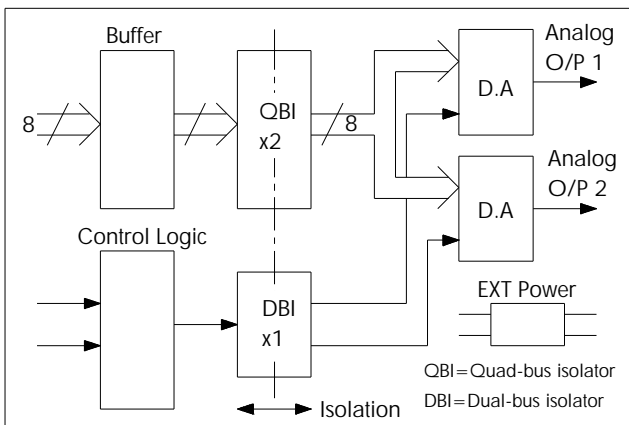 Buffer
8
QBI
x2
8
D.A
Analog
O/P 1
D.A
Analog
O/P 2
Control Logic
DBI
x1
EXT Power
QBI=Quad-bus isolator
DBI=Dual-bus isolator
Isolation